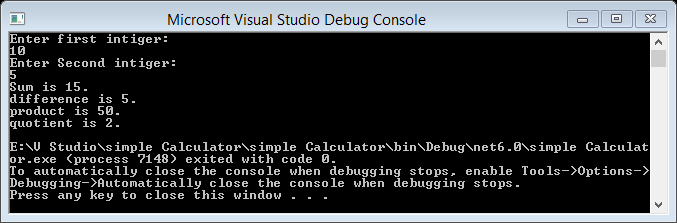 Microsoft Visual Studio Debug Console
Enter first intiger:
10
Enter Second intiger:
5
Sum is 15.
difference is 5.
product is 50.
quotient is 2.
E:\V Studio\simple Calculator\simple Calculator\bin\Debug\net6.0\simple Calculat
or.exe (process 7148) exited with code 0.
To automatically close the console when debugging stops, enable Tools->Options->
Debugging->Automatically close the console when debugging stops.
Press any key to close this window . . .